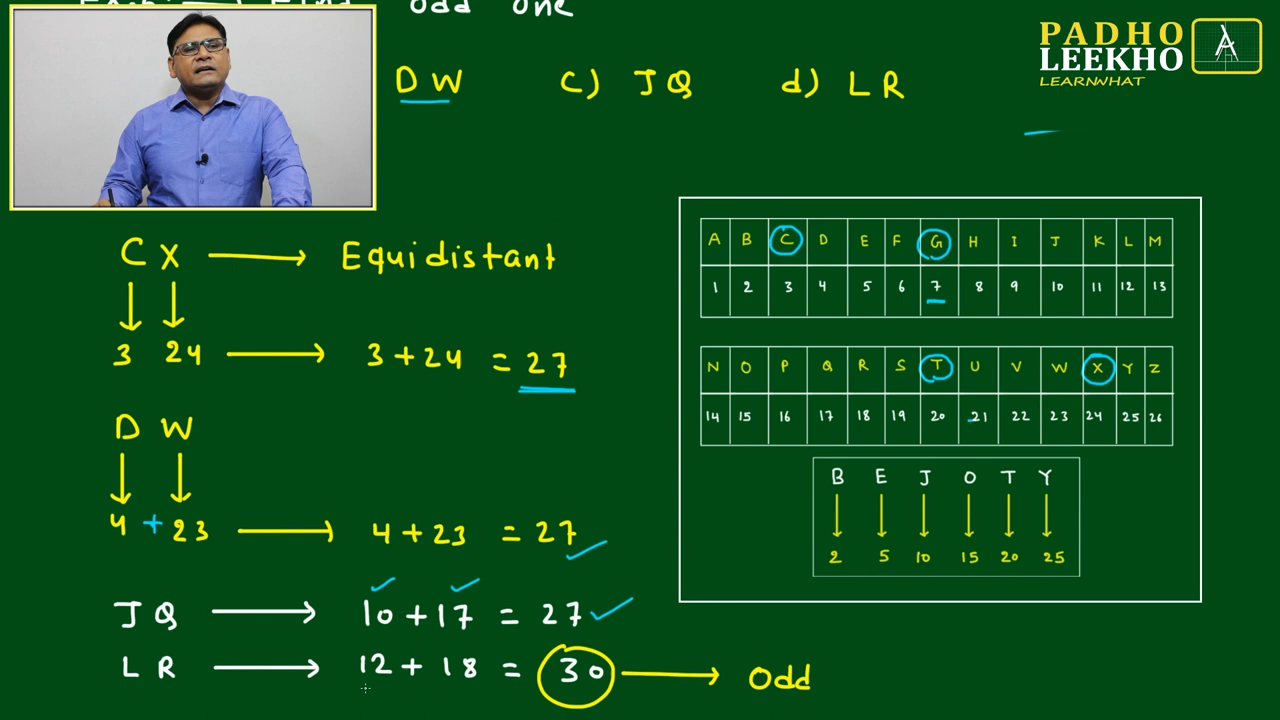 Find odd one
DW C) JQ d) LR
PADHO
LEEKHO
LEARNWHAT
CX → Equidistant
3 24 → 3+24 = 27
DW
4 + 23 → 4+23 = 27
JQ → 10+17 = 27
LR → 12+18 = 30 → Odd
A B C D E F G H I J K L M
1 2 3 4 5 6 7 8 9 10 11 12 13
N O P Q R S T U V W X Y Z
14 15 16 17 18 19 20 21 22 23 24 25 26
B E J O T Y
2 5 10 15 20 25